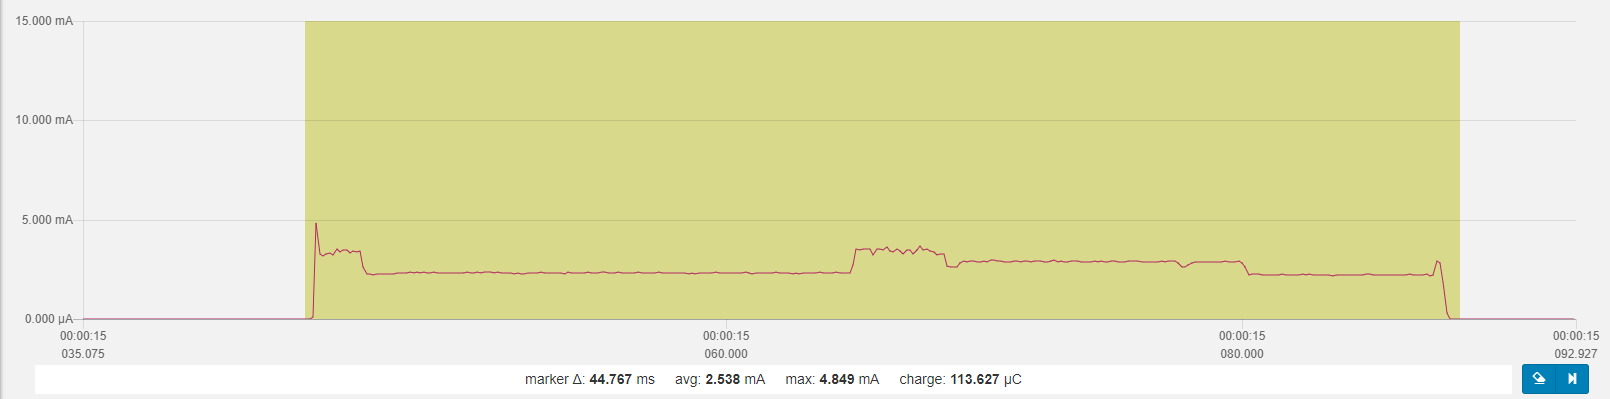 15.000 mA
10.000 mA
5.000 mA
0.000 µA
00:00:15 00:00:15 00:00:15 00:00:15
035.075 060.000 080.000 092.927
marker Δ: 44.767 ms avg: 2.538 mA max: 4.849 mA charge: 113.627 µC